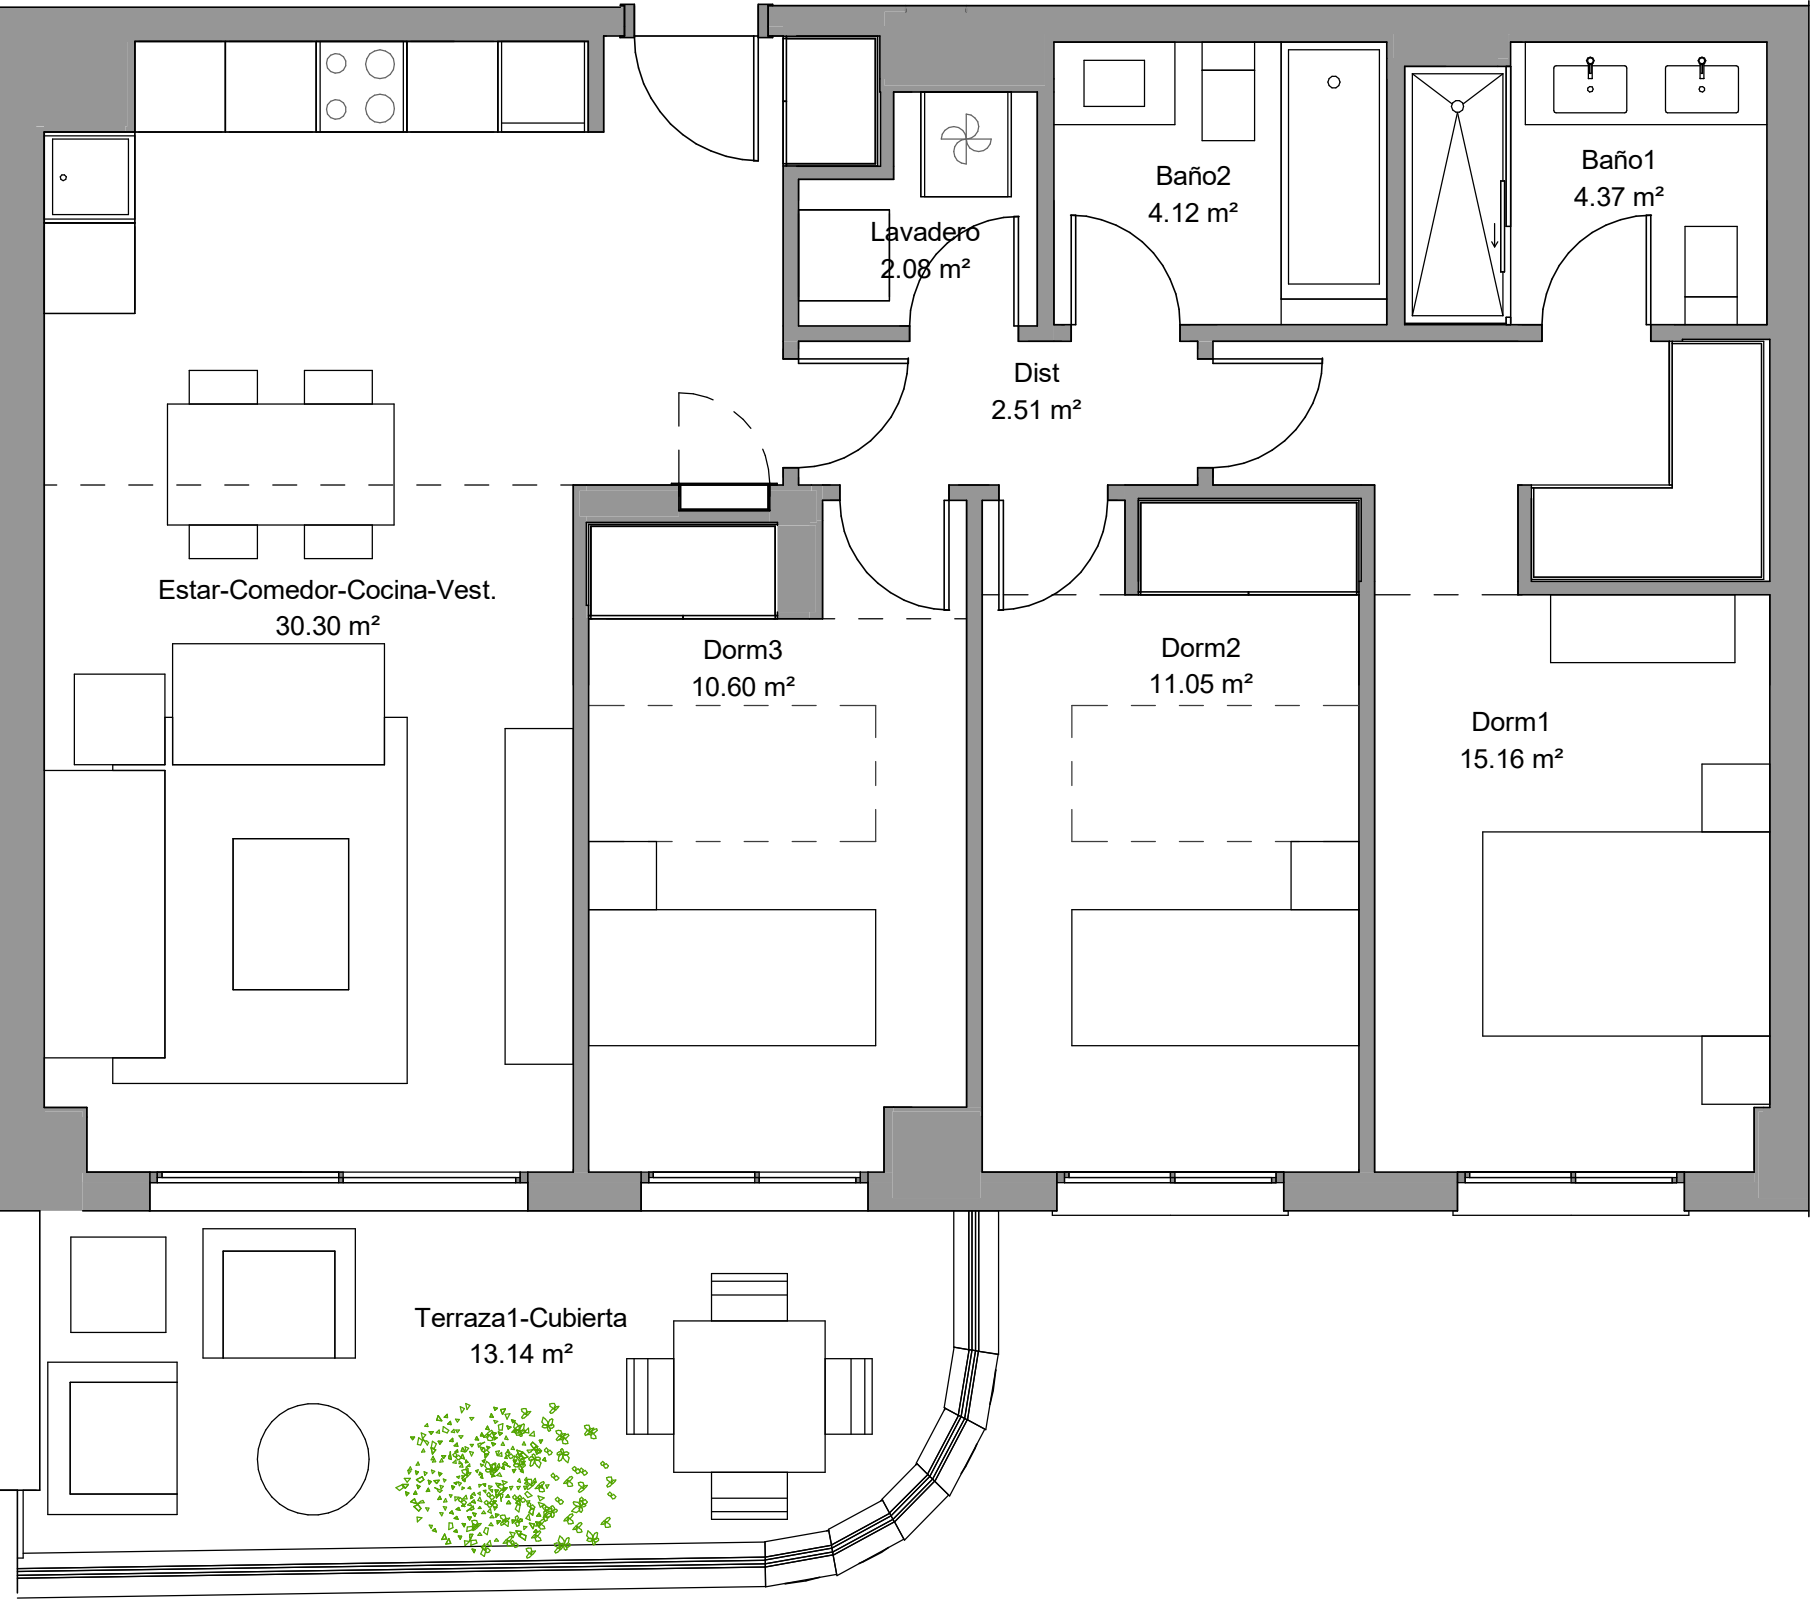 Baño1
4.37 m²
Baño2
4.12 m²
Lavadero
2.08 m²
Dist
2.51 m²
Estar-Comedor-Cocina-Vest.
30.30 m²
Dorm3
10.60 m²
Dorm2
11.05 m²
Dorm1
15.16 m²
Terraza1-Cubierta
13.14 m²